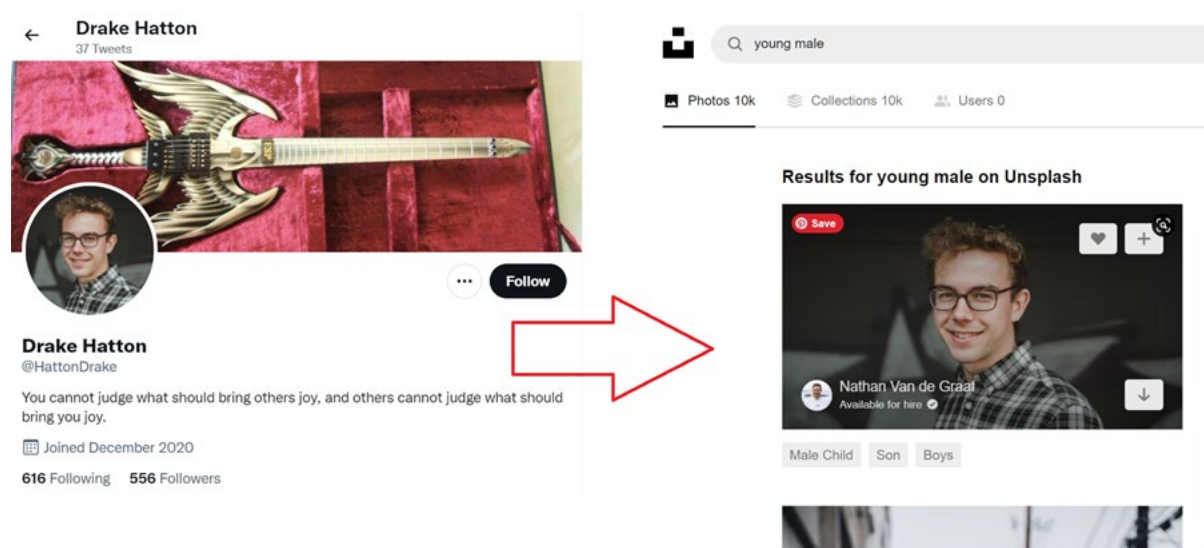 Drake Hatton
37 Tweets
Follow
Drake Hatton
@HattonDrake
You cannot judge what should bring others joy, and others cannot judge what should
bring you joy.
Joined December 2020
616 Following 556 Followers
young male
Photos 10k Collections 10k Users 0
Results for young male on Unsplash
Save
Nathan Van de Graaf
Available for hire
Male Child Son Boys